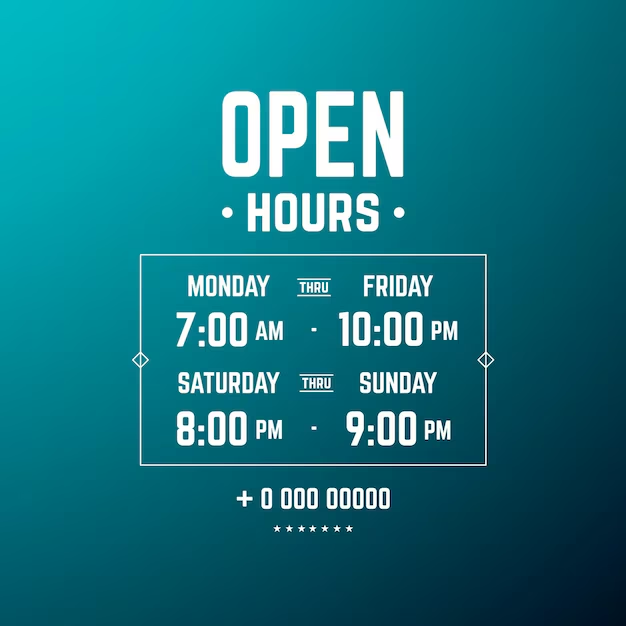 OPEN
• HOURS •
MONDAY THRU FRIDAY
7:00 AM - 10:00 PM
SATURDAY THRU SUNDAY
8:00 PM - 9:00 PM
+ 0 000 00000